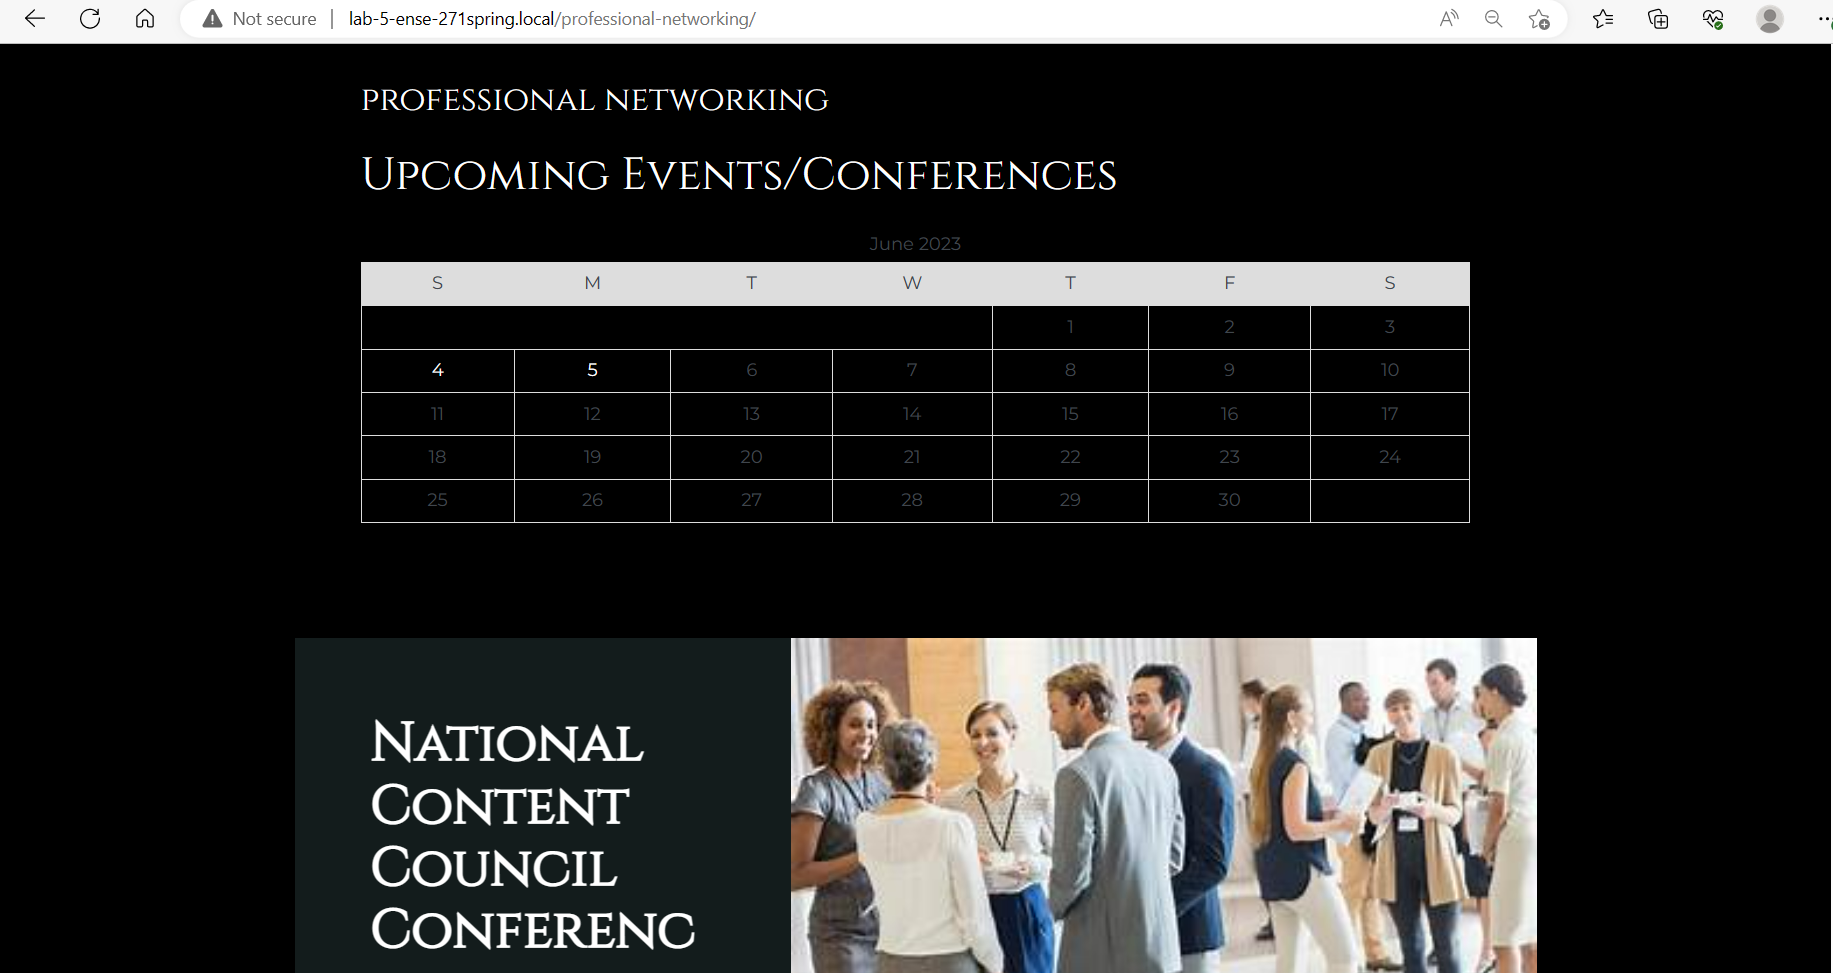 Not secure | lab-5-ense-271spring.local/professional-networking/
PROFESSIONAL NETWORKING
UPCOMING EVENTS/CONFERENCES
June 2023
S M T W T F S
1 2 3
4 5 6 7 8 9 10
11 12 13 14 15 16 17
18 19 20 21 22 23 24
25 26 27 28 29 30
NATIONAL
CONTENT
COUNCIL
CONFERENC